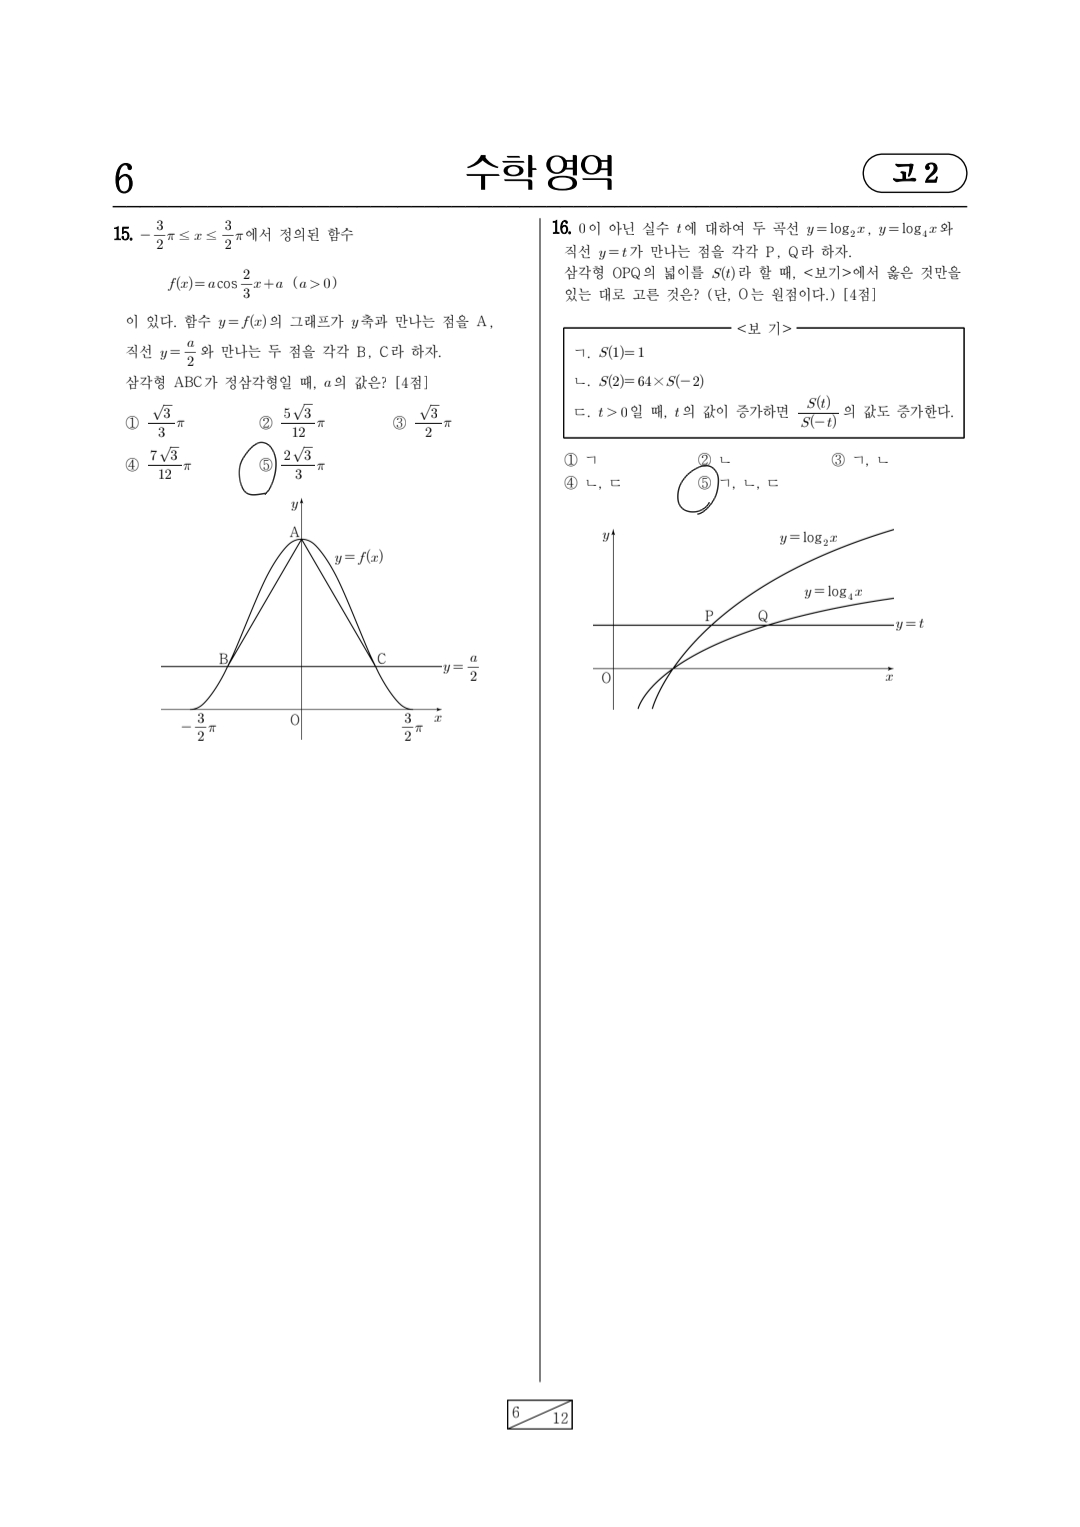 6
수학 영역
고 2
15. $-\frac{3}{2}\pi \le x \le \frac{3}{2}\pi$에서 정의된 함수
$f(x)=a\cos\frac{2}{3}x+a$ ($a>0$)
이 있다. 함수 $y=f(x)$의 그래프가 $y$축과 만나는 점을 A,
직선 $y=\frac{a}{2}$와 만나는 두 점을 각각 B, C라 하자.
삼각형 ABC가 정삼각형일 때, $a$의 값은? [4점]
① $\frac{\sqrt{3}}{3}\pi$ ② $\frac{5\sqrt{3}}{12}\pi$ ③ $\frac{\sqrt{3}}{2}\pi$
④ $\frac{7\sqrt{3}}{12}\pi$ ⑤ $\frac{2\sqrt{3}}{3}\pi$
y
A
$y=f(x)$
B
C
$y=\frac{a}{2}$
$-\frac{3}{2}\pi$
O
$\frac{3}{2}\pi$
x
16. 0이 아닌 실수 $t$에 대하여 두 곡선 $y=\log_2 x$, $y=\log_4 x$와
직선 $y=t$가 만나는 점을 각각 P, Q라 하자.
삼각형 OPQ의 넓이를 $S(t)$라 할 때, <보기>에서 옳은 것만을
있는 대로 고른 것은? (단, O는 원점이다.) [4점]
<보 기>
ㄱ. $S(1)=1$
ㄴ. $S(2)=64\times S(-2)$
ㄷ. $t>0$일 때, $t$의 값이 증가하면 $\frac{S(t)}{S(-t)}$의 값도 증가한다.
① ㄱ ② ㄴ ③ ㄱ, ㄴ
④ ㄴ, ㄷ ⑤ ㄱ, ㄴ, ㄷ
y
$y=\log_2 x$
$y=\log_4 x$
P
Q
$y=t$
O
x
6
12